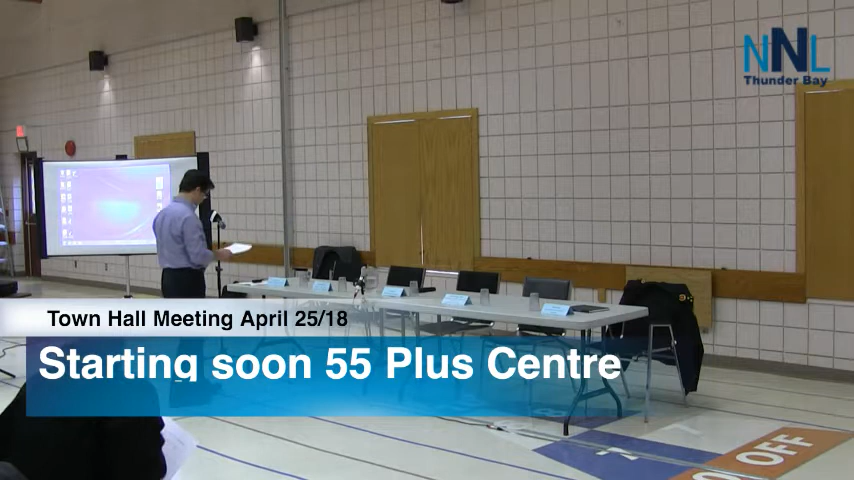 NNL
Thunder Bay
Town Hall Meeting April 25/18
Starting soon 55 Plus Centre
OFF